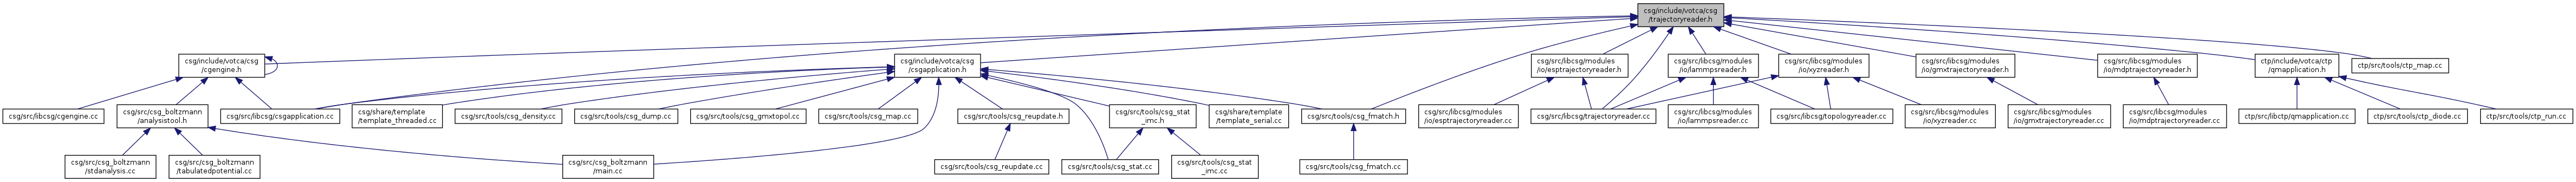 csg/include/votca/csg
/trajectoryreader.h
csg/include/votca/csg
/cgengine.h
csg/include/votca/csg
/csgapplication.h
csg/src/libcsg/modules
/io/esptrajectoryreader.h
csg/src/libcsg/modules
/io/lammpsreader.h
csg/src/libcsg/modules
/io/xyzreader.h
csg/src/libcsg/modules
/io/gmxtrajectoryreader.h
csg/src/libcsg/modules
/io/mdptrajectoryreader.h
ctp/include/votca/ctp
/qmapplication.h
ctp/src/tools/ctp_map.cc
csg/src/libcsg/cgengine.cc
csg/src/csg_boltzmann
/analysistool.h
csg/src/libcsg/csgapplication.cc
csg/share/template
/template_threaded.cc
csg/src/tools/csg_density.cc
csg/src/tools/csg_dump.cc
csg/src/tools/csg_gmxtopol.cc
csg/src/tools/csg_map.cc
csg/src/tools/csg_reupdate.h
csg/src/tools/csg_stat
_imc.h
csg/share/template
/template_serial.cc
csg/src/tools/csg_fmatch.h
csg/src/libcsg/modules
/io/esptrajectoryreader.cc
csg/src/libcsg/trajectoryreader.cc
csg/src/libcsg/modules
/io/lammpsreader.cc
csg/src/libcsg/topologyreader.cc
csg/src/libcsg/modules
/io/xyzreader.cc
csg/src/libcsg/modules
/io/gmxtrajectoryreader.cc
csg/src/libcsg/modules
/io/mdptrajectoryreader.cc
ctp/src/libctp/qmapplication.cc
ctp/src/tools/ctp_diode.cc
ctp/src/tools/ctp_run.cc
csg/src/csg_boltzmann
/stdanalysis.cc
csg/src/csg_boltzmann
/tabulatedpotential.cc
csg/src/csg_boltzmann
/main.cc
csg/src/tools/csg_reupdate.cc
csg/src/tools/csg_stat.cc
csg/src/tools/csg_stat
_imc.cc
csg/src/tools/csg_fmatch.cc